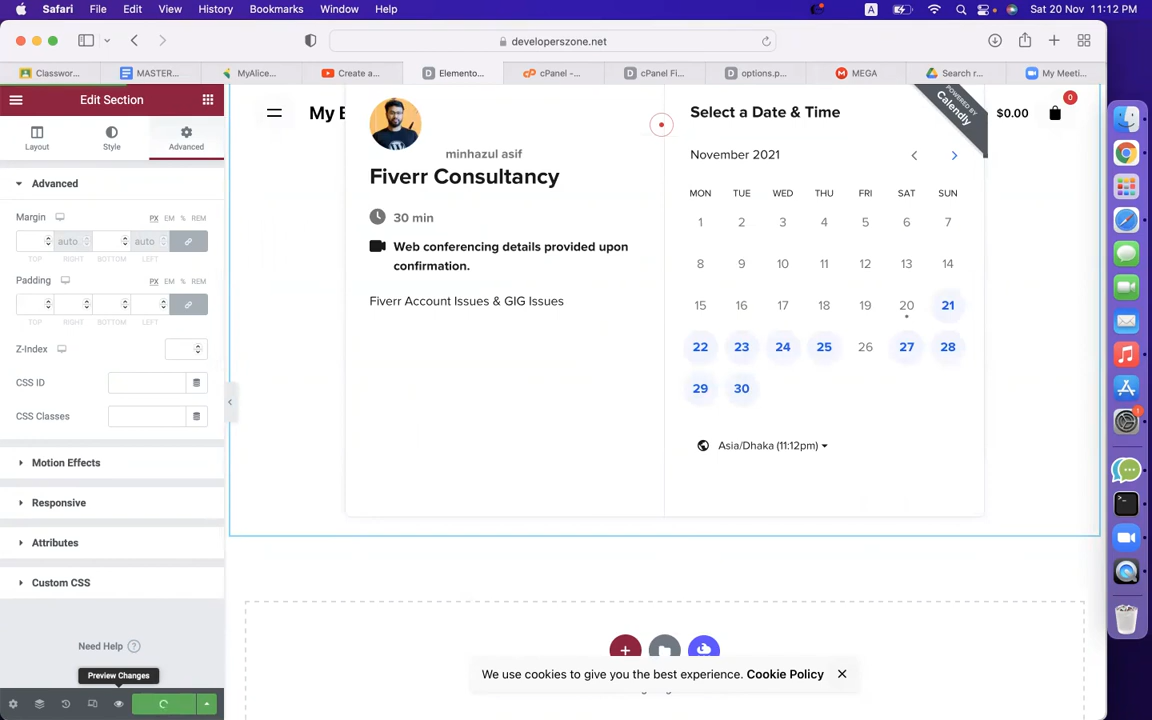 Safari File Edit View History Bookmarks Window Help
A
Sat 20 Nov 11:12 PM
developerszone.net
Classwor...
MASTER...
MyAlice...
Create a...
Elemento...
cPanel -...
cPanel Fi...
options.p...
MEGA
Search r...
My Meeti...
Edit Section
Layout
Style
Advanced
Advanced
Margin
PX EM % REM
auto
auto
TOP RIGHT BOTTOM LEFT
Padding
PX EM % REM
TOP RIGHT BOTTOM LEFT
Z-Index
CSS ID
CSS Classes
Motion Effects
Responsive
Attributes
Custom CSS
Need Help
Preview Changes
My B
minhazul asif
Fiverr Consultancy
30 min
Web conferencing details provided upon
confirmation.
Fiverr Account Issues & GIG Issues
Select a Date & Time
November 2021
MON TUE WED THU FRI SAT SUN
1 2 3 4 5 6 7
8 9 10 11 12 13 14
15 16 17 18 19 20 21
22 23 24 25 26 27 28
29 30
Asia/Dhaka (11:12pm)
POWERED BY
Calendly
$0.00
0
1
We use cookies to give you the best experience. Cookie Policy